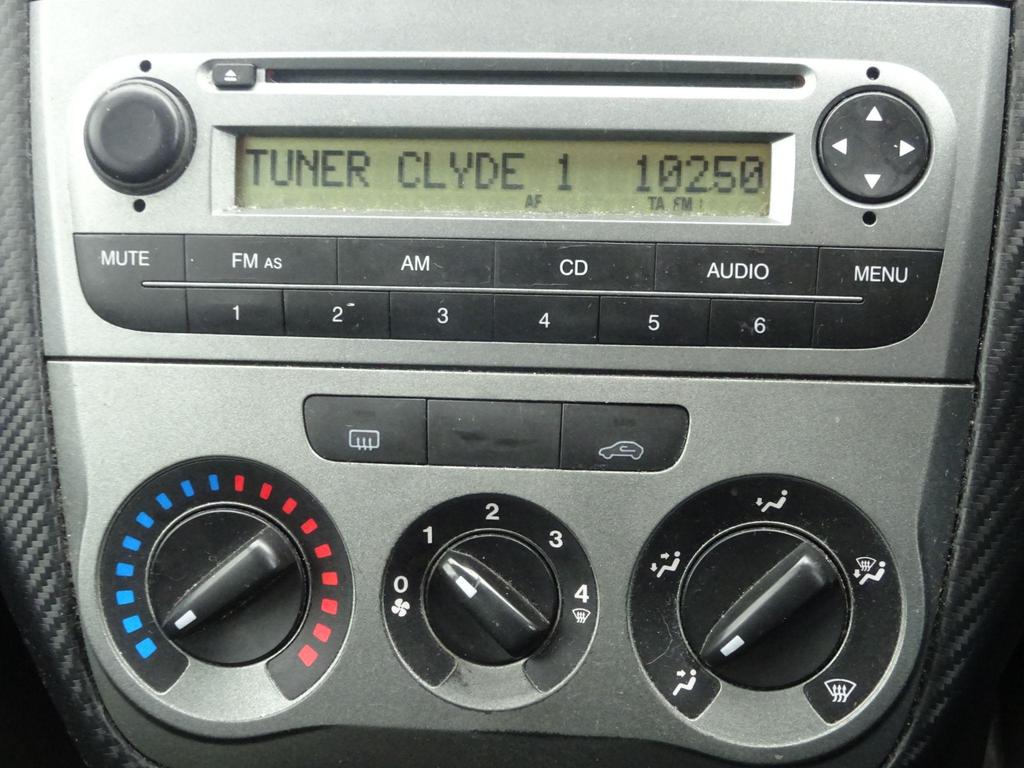 TUNER CLYDE 1 10250
AF TA FM
MUTE FM AS AM CD AUDIO MENU
1 2 3 4 5 6
0 1 2 3 4